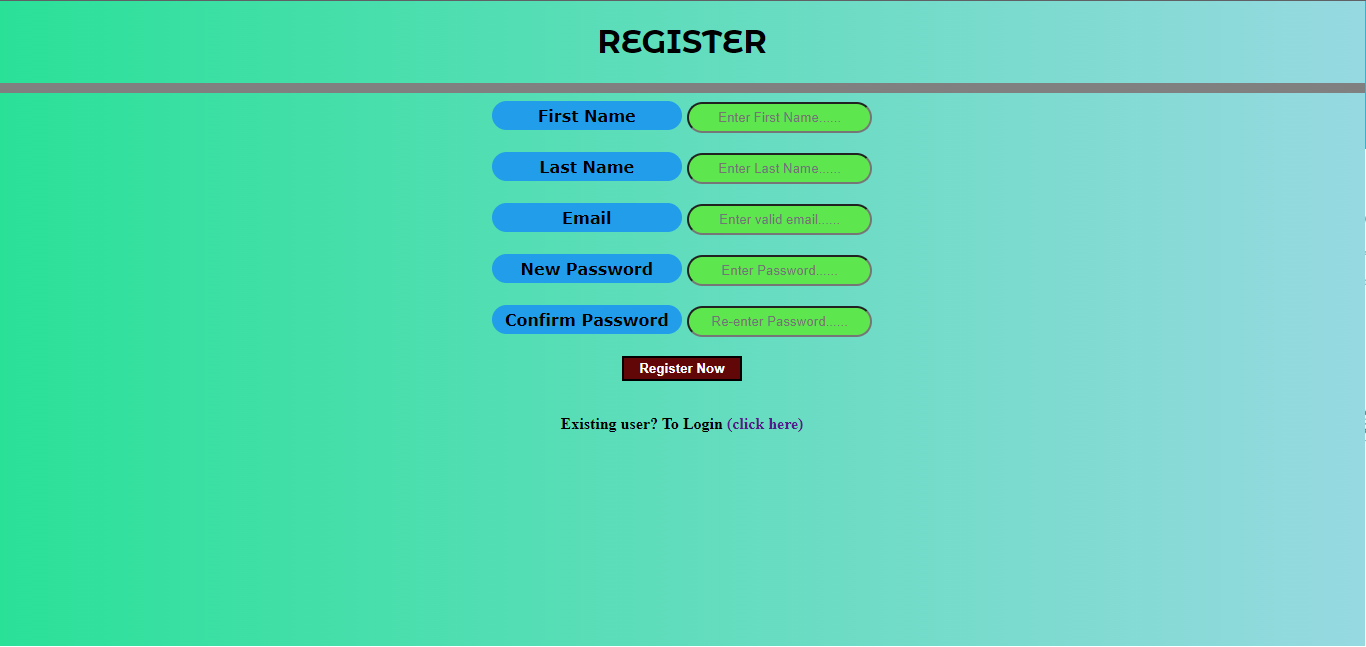 REGISTER
First Name Enter First Name......
Last Name Enter Last Name......
Email Enter valid email......
New Password Enter Password......
Confirm Password Re-enter Password......
Register Now
Existing user? To Login (click here)